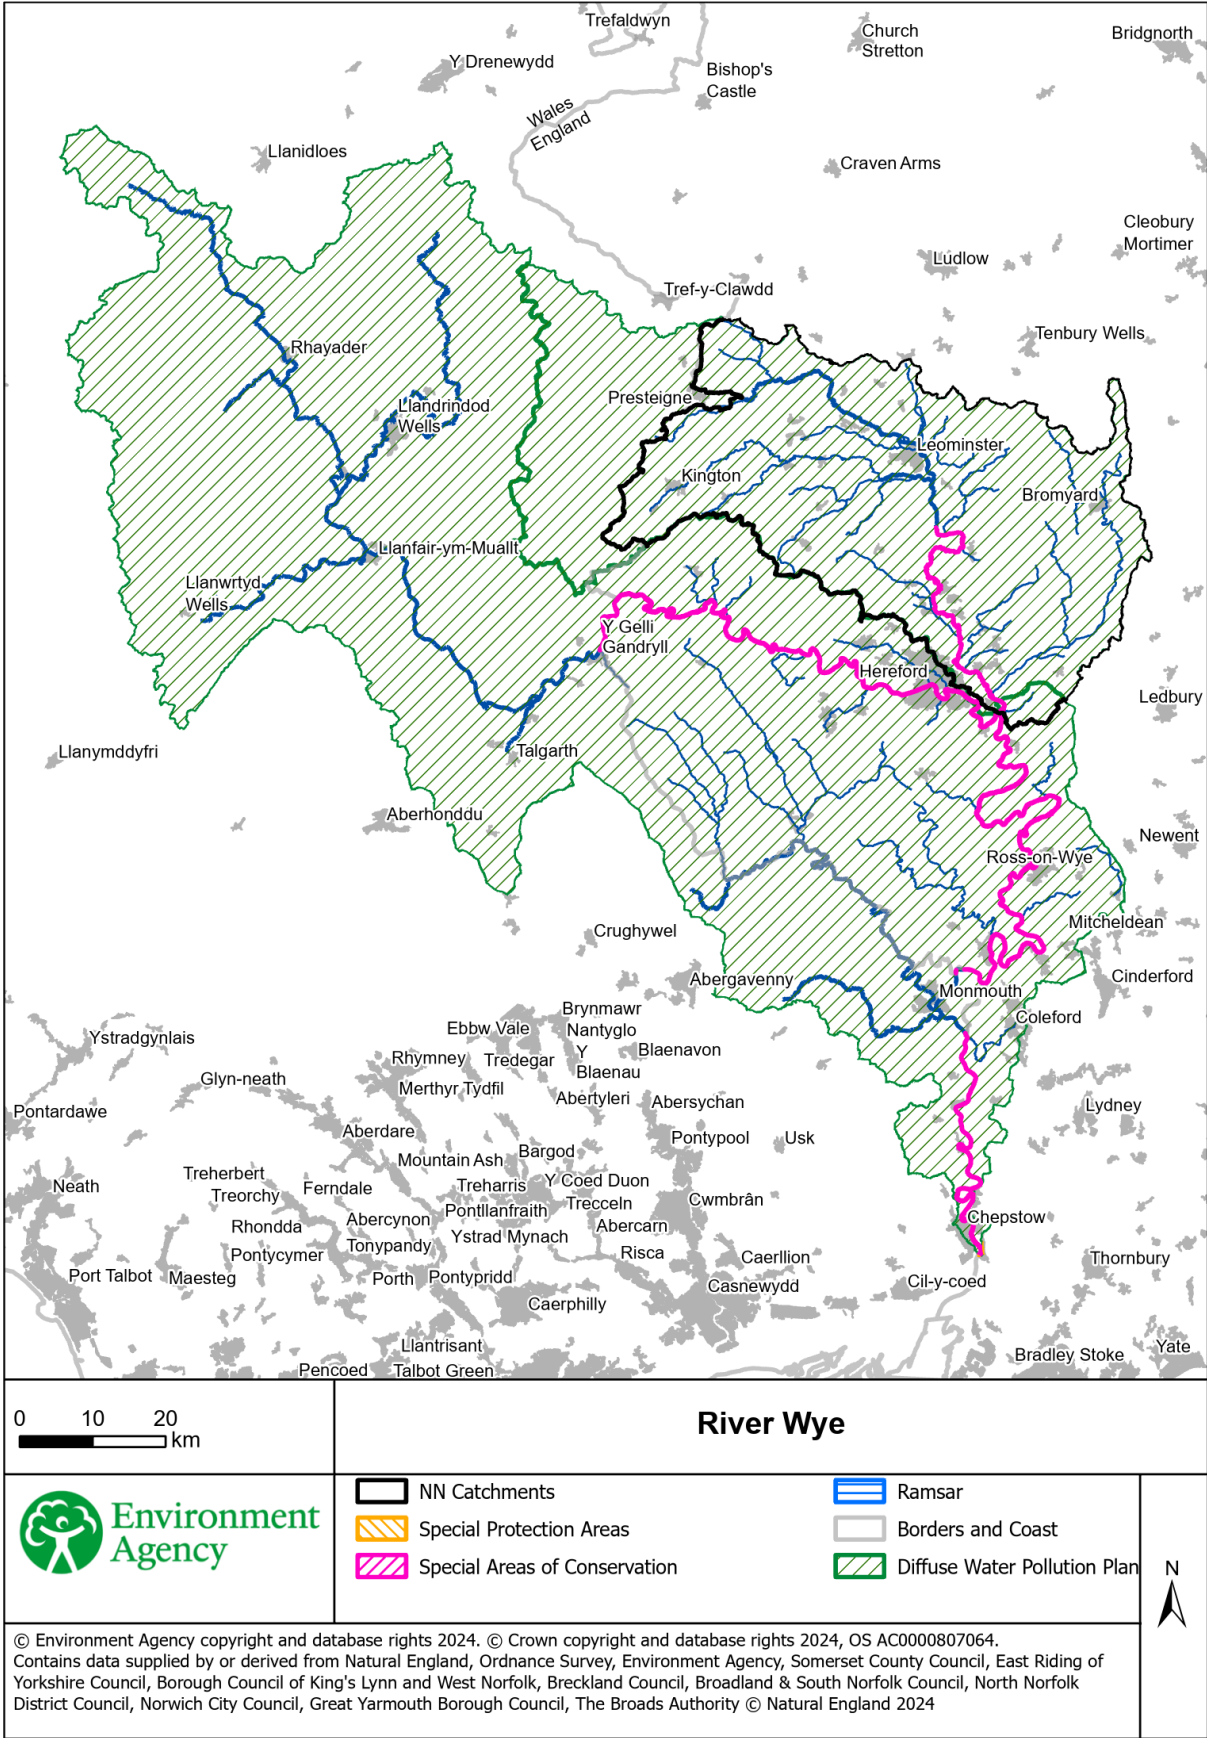 Trefaldwyn
Church
Stretton
Bridgnorth
Y Drenewydd
Bishop's
Castle
Wales
England
Llanidloes
Craven Arms
Cleobury
Mortimer
Ludlow
Tref-y-Clawdd
Tenbury Wells
Rhayader
Presteigne
Llandrindod
Wells
Leominster
Kington
Bromyard
Llanfair-ym-Muallt
Llanwrtyd
Wells
Y Gelli
Gandryll
Hereford
Ledbury
Llanymddyfri
Talgarth
Aberhonddu
Newent
Ross-on-Wye
Mitcheldean
Crughywel
Abergavenny
Cinderford
Monmouth
Brynmawr
Coleford
Ebbw Vale
Nantyglo
Ystradgynlais
Rhymney
Tredegar
Y
Blaenau
Blaenavon
Glyn-neath
Merthyr Tydfil
Abertyleri
Abersychan
Lydney
Pontardawe
Aberdare
Pontypool
Usk
Mountain Ash
Bargod
Treherbert
Neath
Treorchy
Ferndale
Treharris
Y Coed Duon
Cwmbrân
Trecceln
Pontllanfraith
Abercynon
Rhondda
Abercarn
Chepstow
Ystrad Mynach
Tonypandy
Pontycymer
Risca
Caerllion
Thornbury
Port Talbot
Maesteg
Porth
Pontypridd
Casnewydd
Cil-y-coed
Caerphilly
Llantrisant
Bradley Stoke
Yate
Pencoed
Talbot Green
0 10 20
km
River Wye
Environment
Agency
NN Catchments
Special Protection Areas
Special Areas of Conservation
Ramsar
Borders and Coast
Diffuse Water Pollution Plan
N
© Environment Agency copyright and database rights 2024. © Crown copyright and database rights 2024, OS AC0000807064.
Contains data supplied by or derived from Natural England, Ordnance Survey, Environment Agency, Somerset County Council, East Riding of
Yorkshire Council, Borough Council of King's Lynn and West Norfolk, Breckland Council, Broadland & South Norfolk Council, North Norfolk
District Council, Norwich City Council, Great Yarmouth Borough Council, The Broads Authority © Natural England 2024